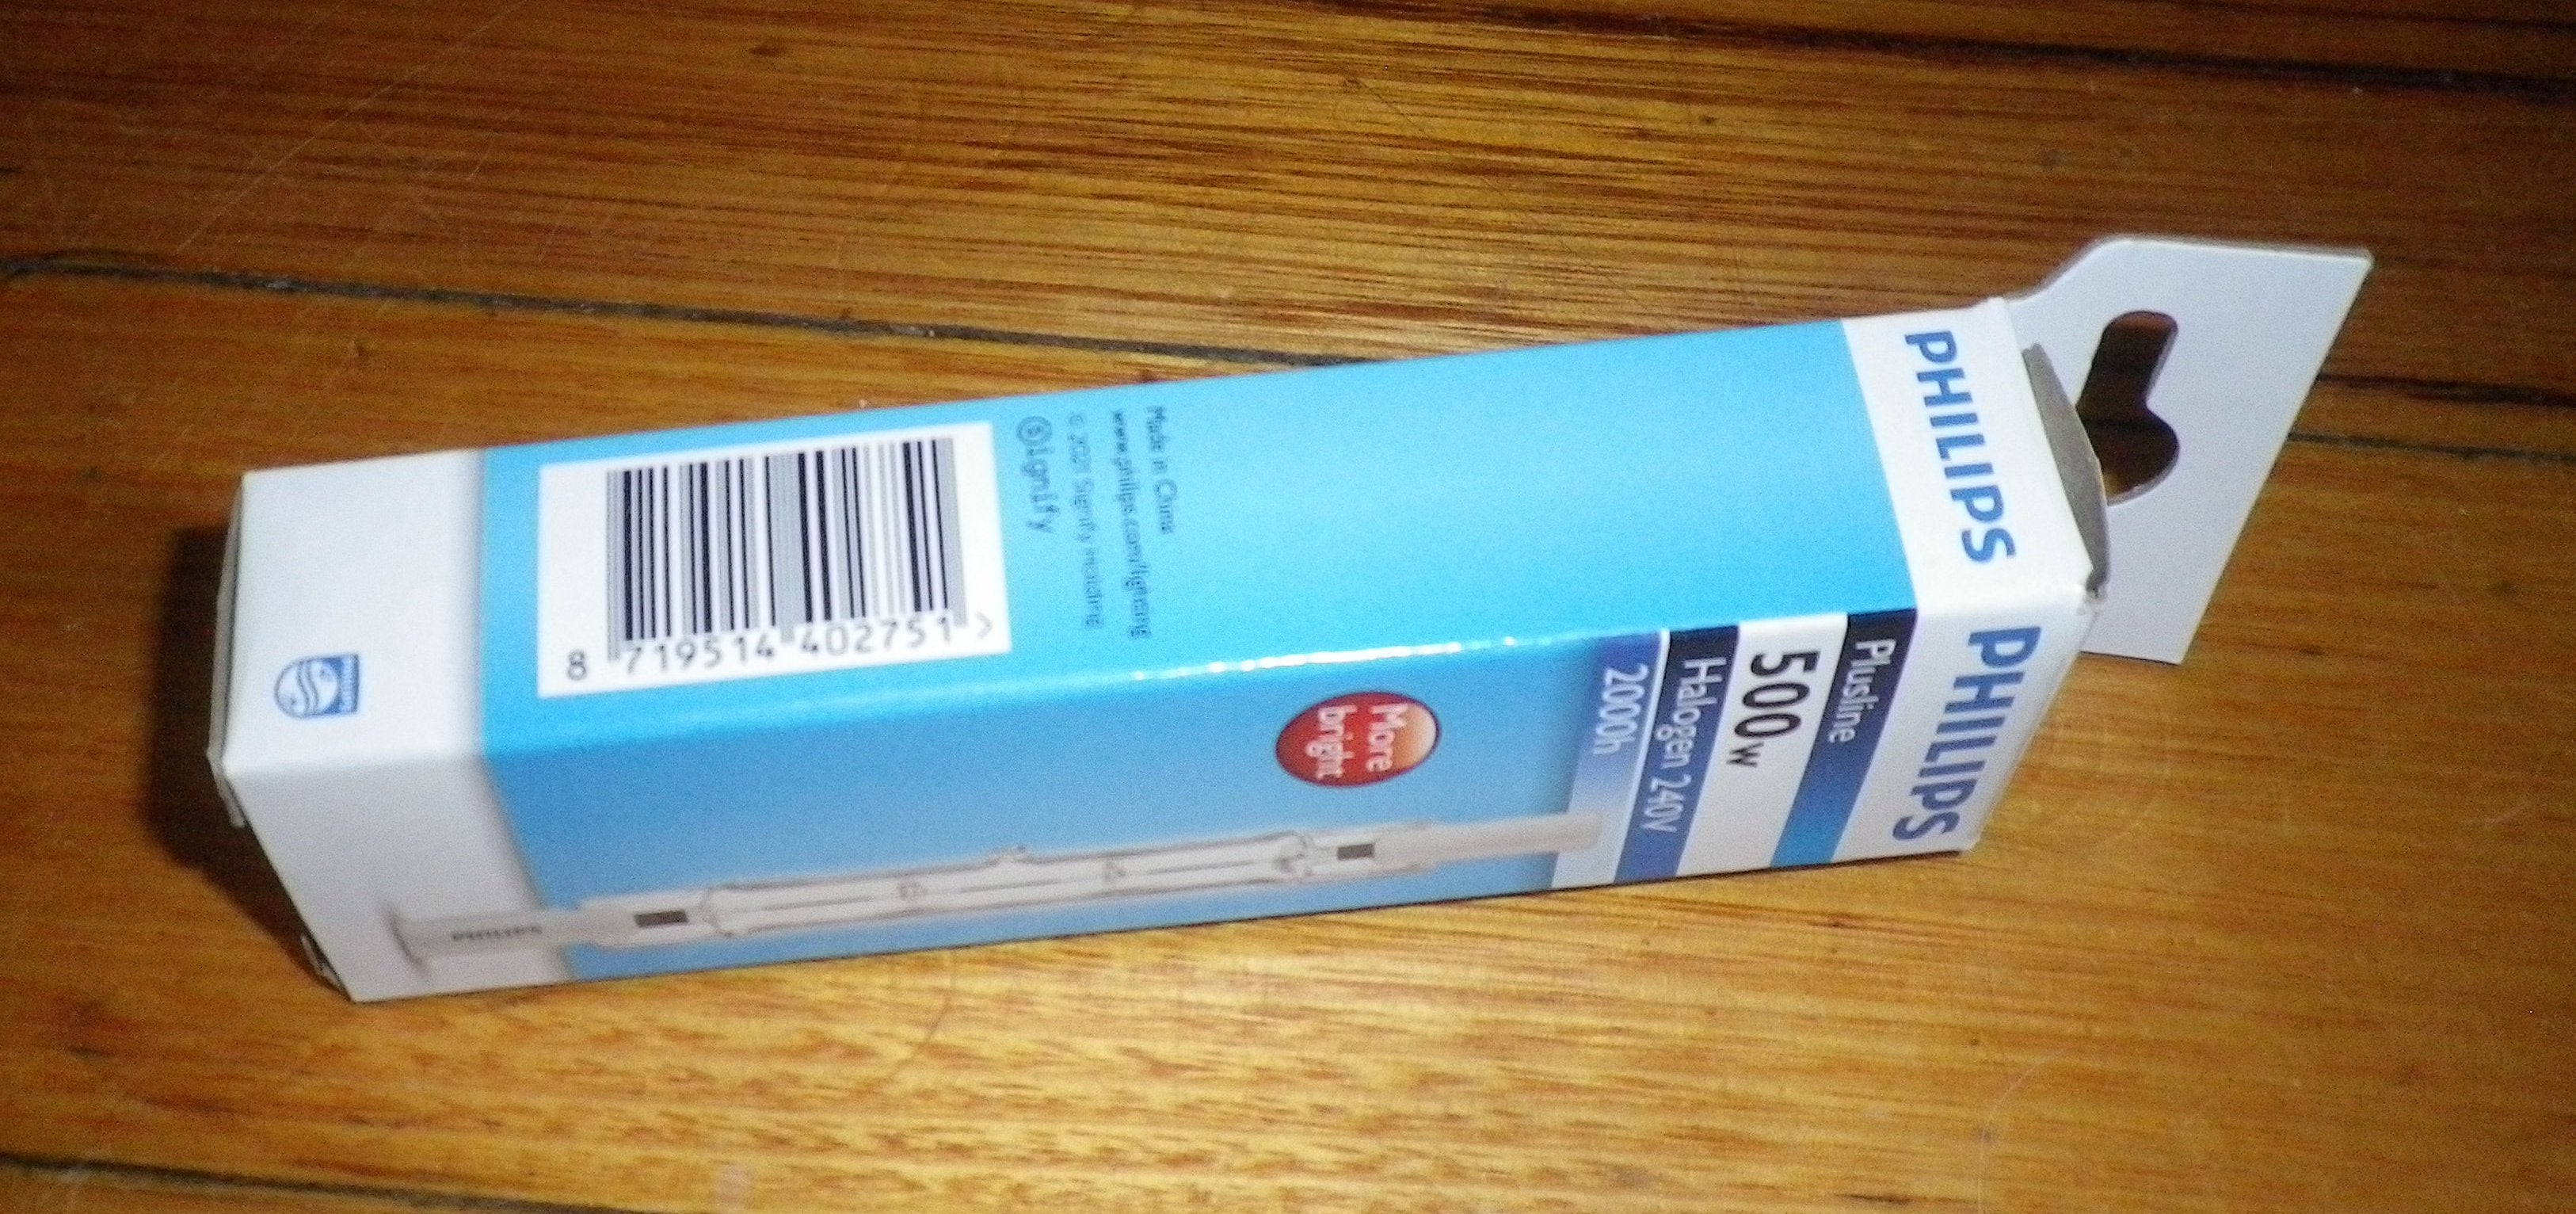 PHILIPS
Made in China
www.philips.com/lighting
© 2021 Signify Holding
Signify
8 719514 402751 >
PHILIPS
Plusline
500W
Halogen 240V
2000h
More
bright
PHILIPS
PHILIPS